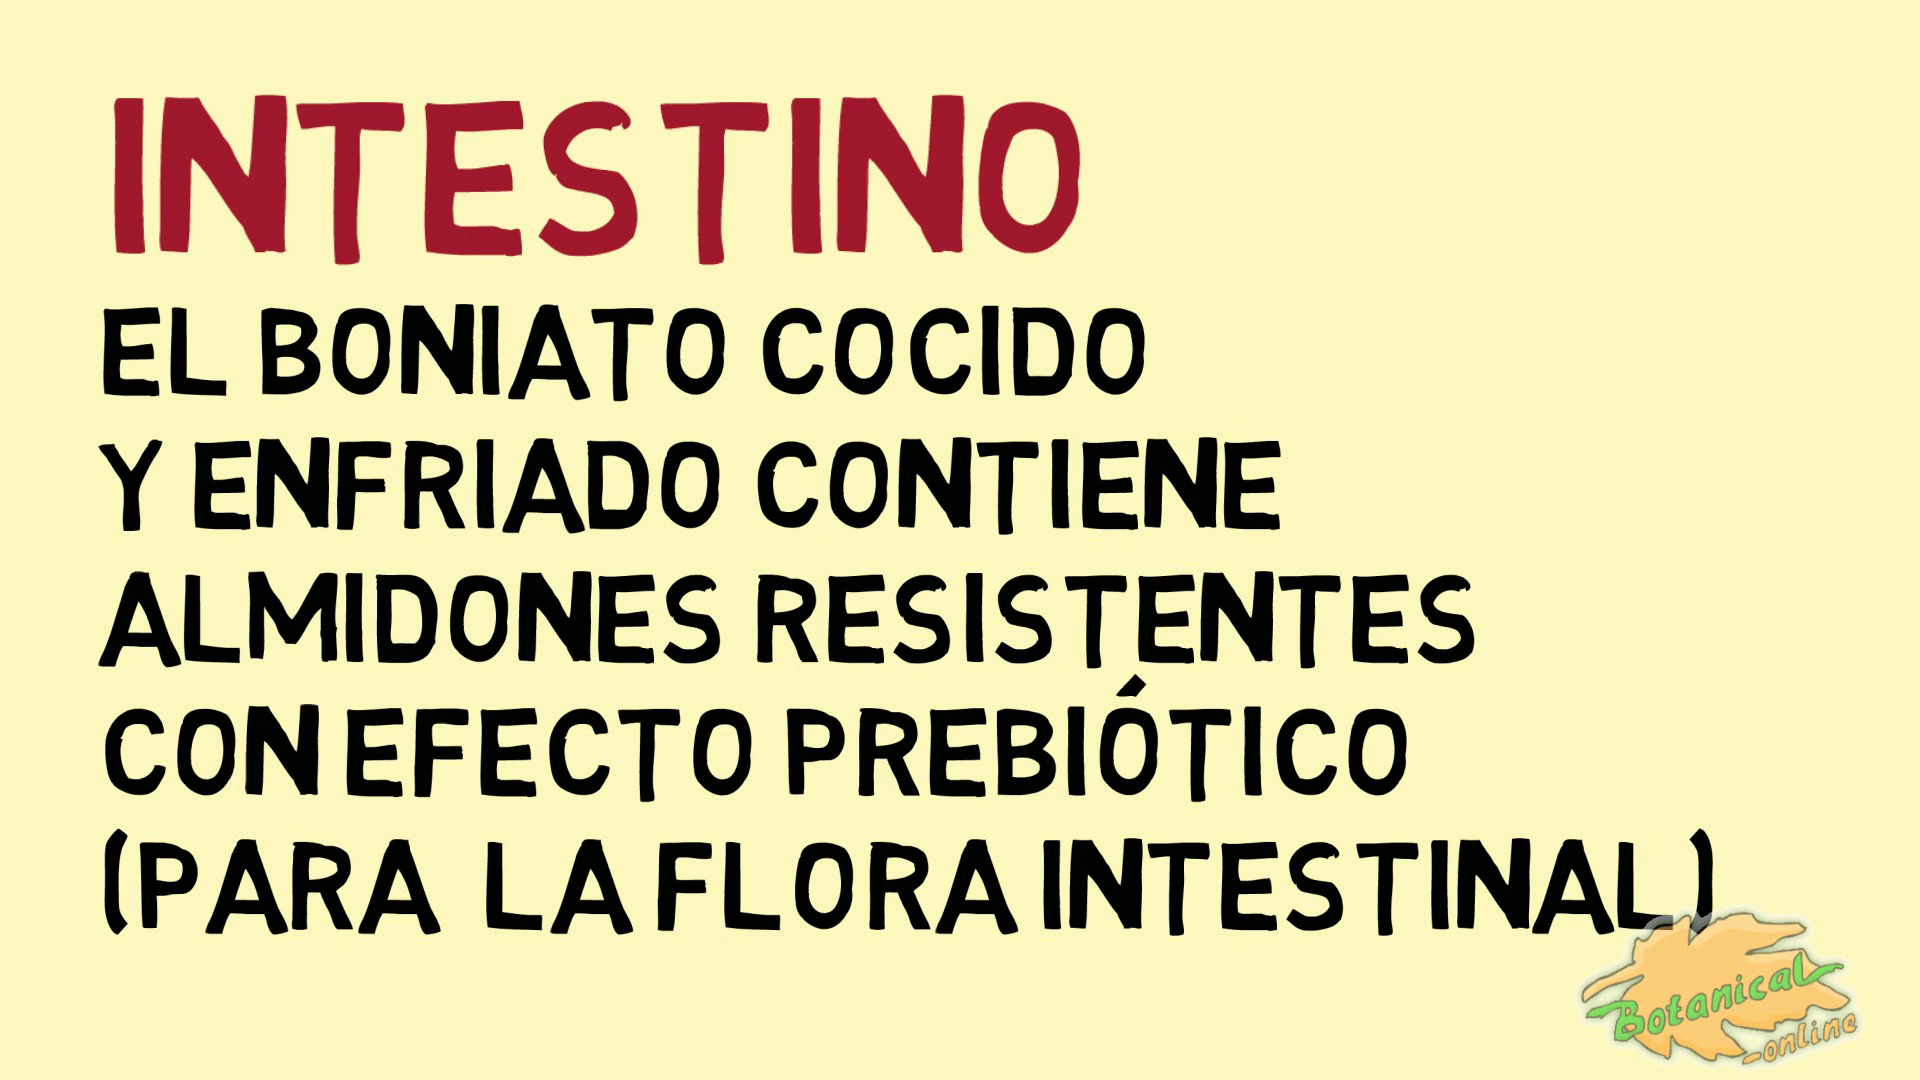 INTESTINO
EL BONIATO COCIDO
Y ENFRIADO CONTIENE
ALMIDONES RESISTENTES
CON EFECTO PREBIÓTICO
(PARA LA FLORA INTESTINAL)
Botanical
-online